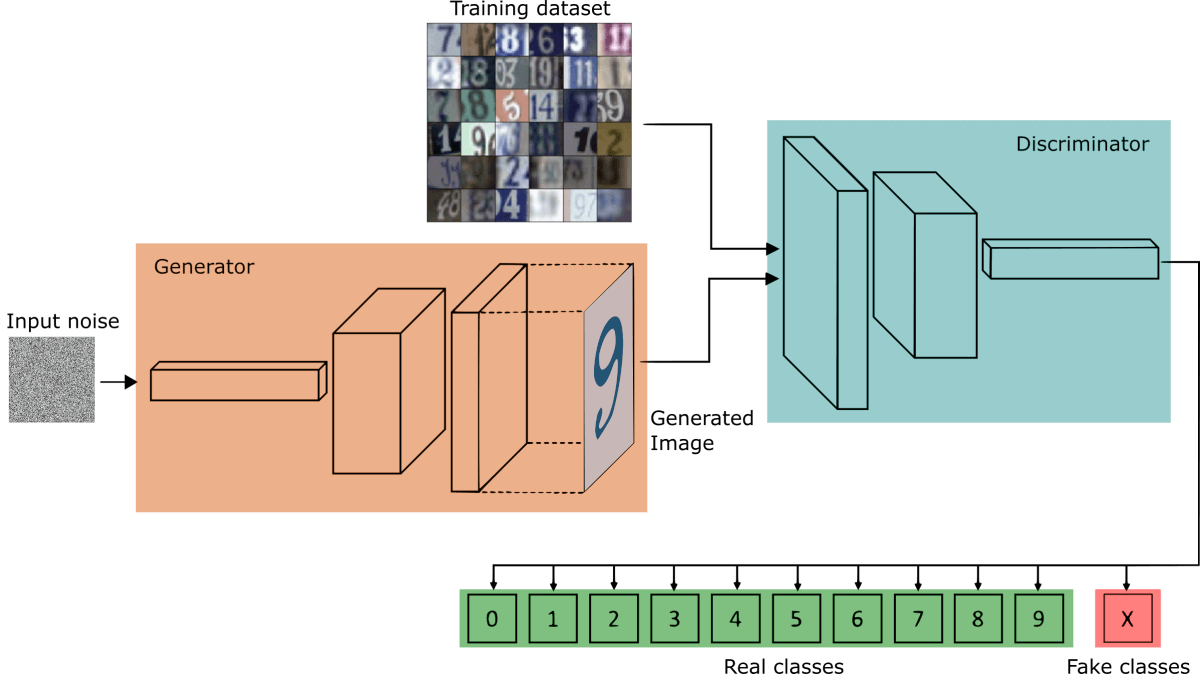 Training dataset
Discriminator
Generator
Input noise
9
Generated
Image
0 1 2 3 4 5 6 7 8 9 X
Real classes Fake classes